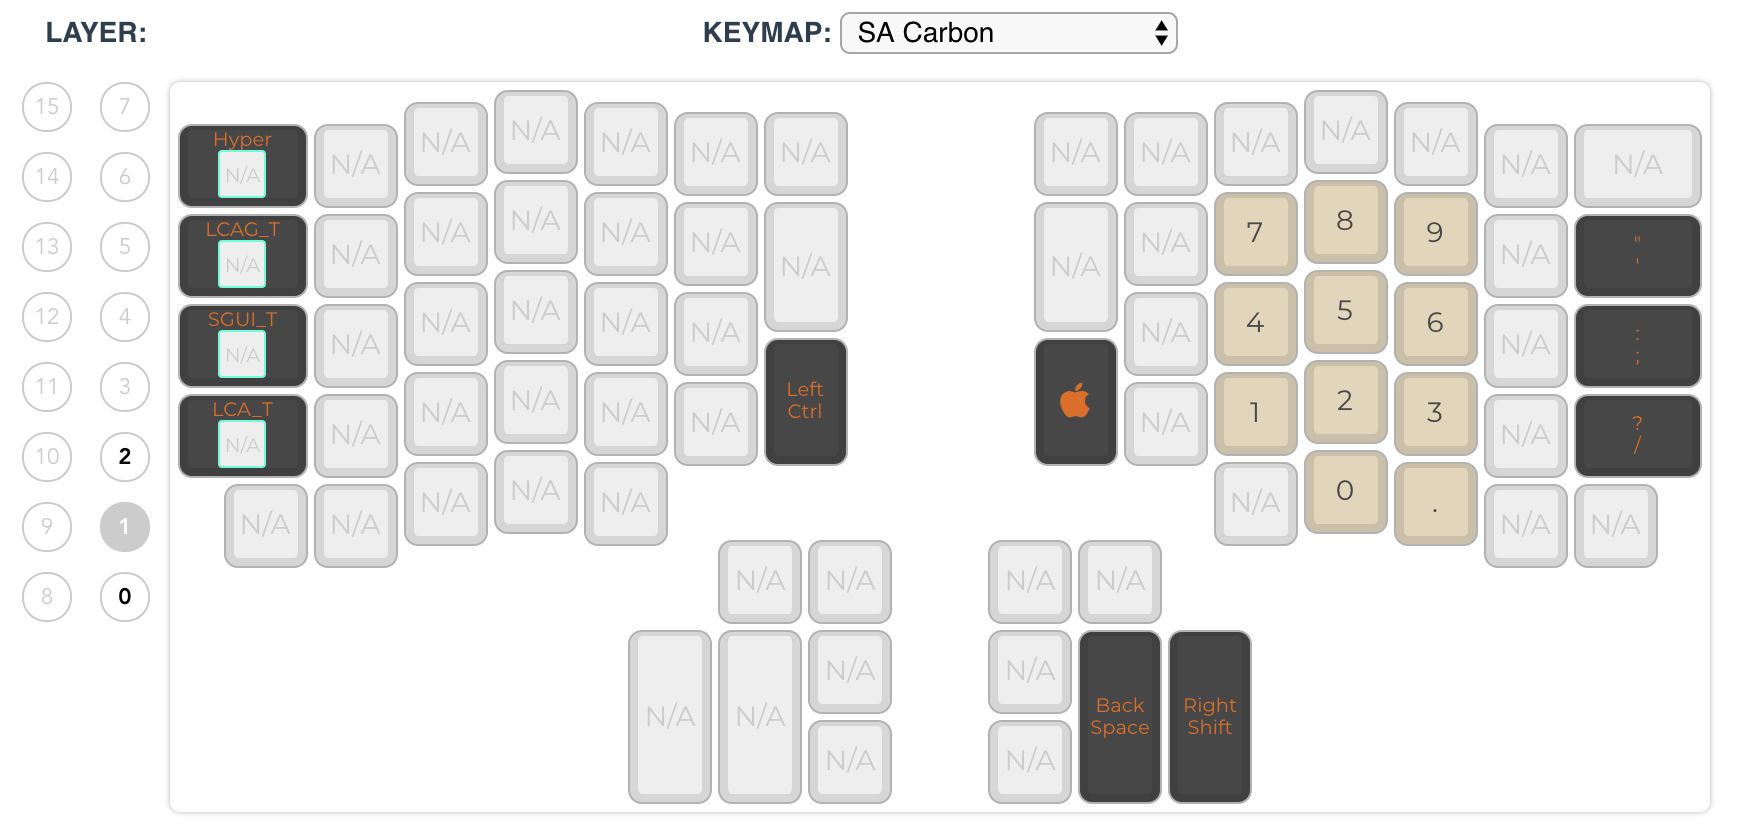 LAYER:
KEYMAP: SA Carbon
15 7
14 6
13 5
12 4
11 3
10 2
9 1
8 0
N/A N/A
N/A N/A N/A N/A
N/A N/A N/A N/A
Hyper
N/A N/A N/A N/A N/A
N/A 8
N/A N/A N/A 7 9
LCAG_T
N/A N/A N/A N/A "
'
N/A N/A
N/A 5
N/A N/A N/A N/A 4 6
SGUI_T
N/A N/A N/A :
;
N/A 2
N/A N/A Left
Ctrl
1 3
LCA_T
N/A N/A N/A N/A N/A ?
/
N/A 0
N/A N/A N/A .
N/A N/A N/A N/A
N/A N/A N/A N/A
N/A N/A
N/A N/A Back
Space
Right
Shift
N/A N/A